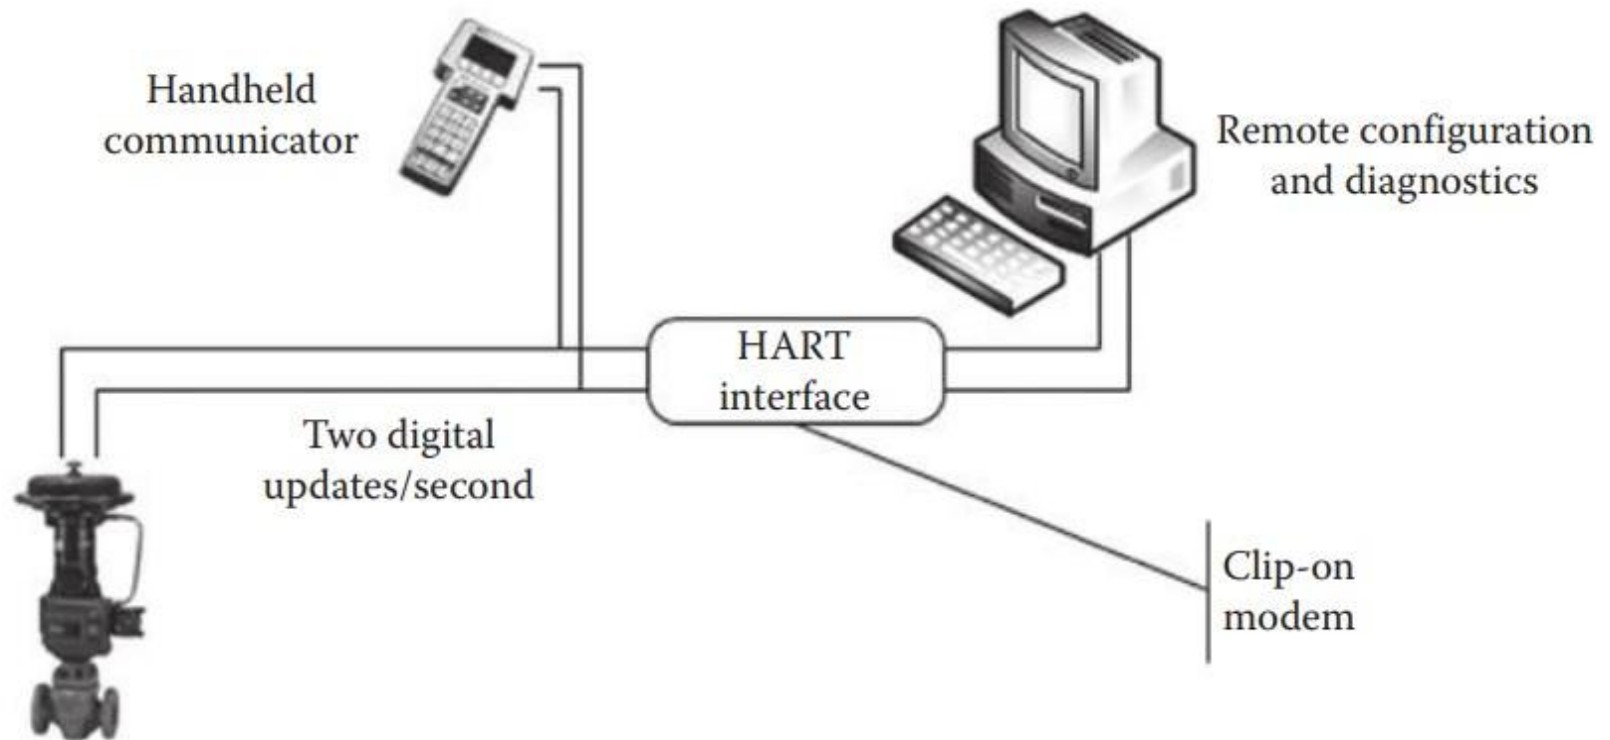 Handheld
communicator
Remote configuration
and diagnostics
HART
interface
Two digital
updates/second
Clip-on
modem